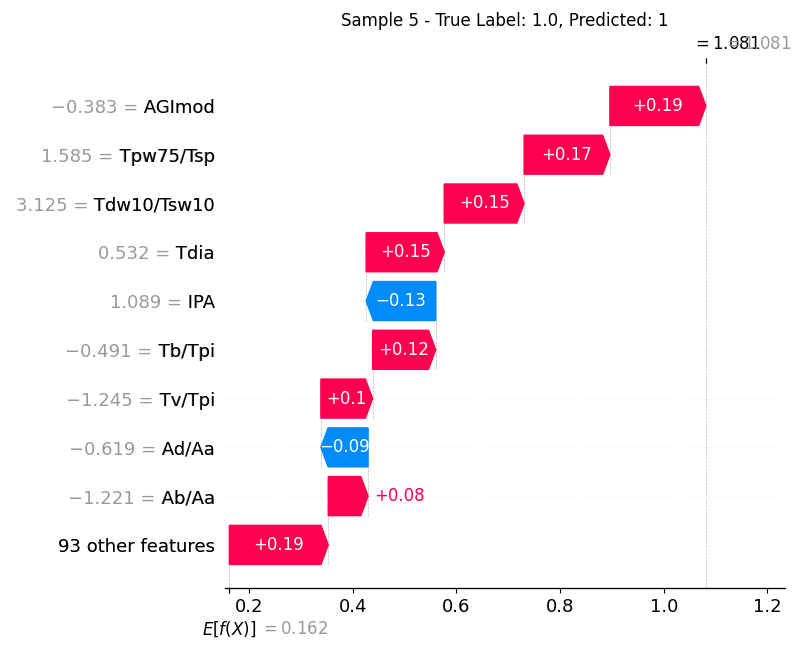 Sample 5 - True Label: 1.0, Predicted: 1
= 1.081
−0.383 = AGImod
+0.19
1.585 = Tpw75/Tsp
+0.17
3.125 = Tdw10/Tsw10
+0.15
0.532 = Tdia
+0.15
1.089 = IPA
−0.13
−0.491 = Tb/Tpi
+0.12
−1.245 = Tv/Tpi
+0.1
−0.619 = Ad/Aa
−0.09
−1.221 = Ab/Aa
+0.08
93 other features
+0.19
0.2 0.4 0.6 0.8 1.0 1.2
E[f(X)] = 0.162